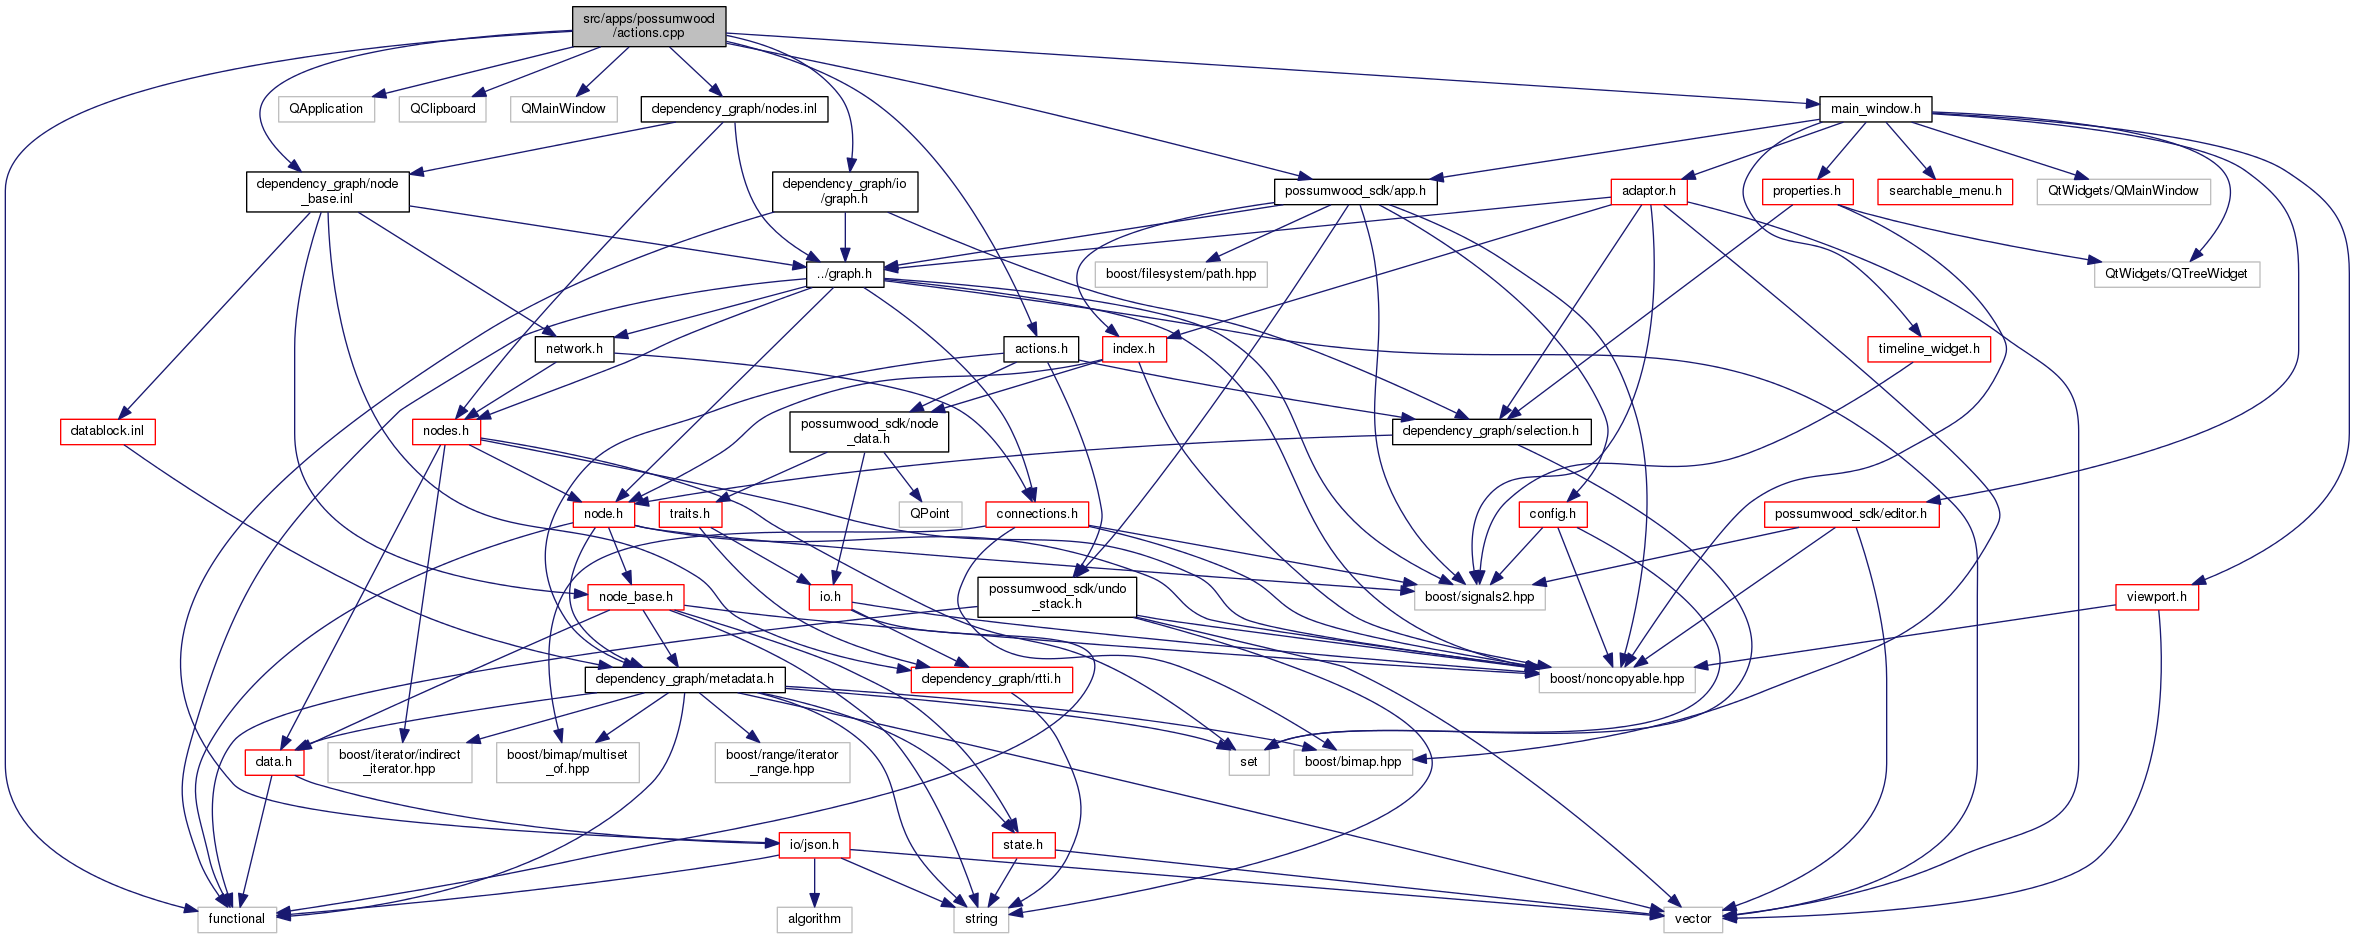 src/apps/possumwood
/actions.cpp
QApplication
QClipboard
QMainWindow
dependency_graph/nodes.inl
main_window.h
dependency_graph/node
_base.inl
dependency_graph/io
/graph.h
possumwood_sdk/app.h
adaptor.h
properties.h
searchable_menu.h
QtWidgets/QMainWindow
../graph.h
boost/filesystem/path.hpp
QtWidgets/QTreeWidget
network.h
actions.h
index.h
timeline_widget.h
datablock.inl
nodes.h
possumwood_sdk/node
_data.h
dependency_graph/selection.h
node.h
traits.h
QPoint
connections.h
config.h
possumwood_sdk/editor.h
node_base.h
io.h
possumwood_sdk/undo
_stack.h
boost/signals2.hpp
viewport.h
dependency_graph/metadata.h
dependency_graph/rtti.h
boost/noncopyable.hpp
data.h
boost/iterator/indirect
_iterator.hpp
boost/bimap/multiset
_of.hpp
boost/range/iterator
_range.hpp
set
boost/bimap.hpp
io/json.h
state.h
functional
algorithm
string
vector